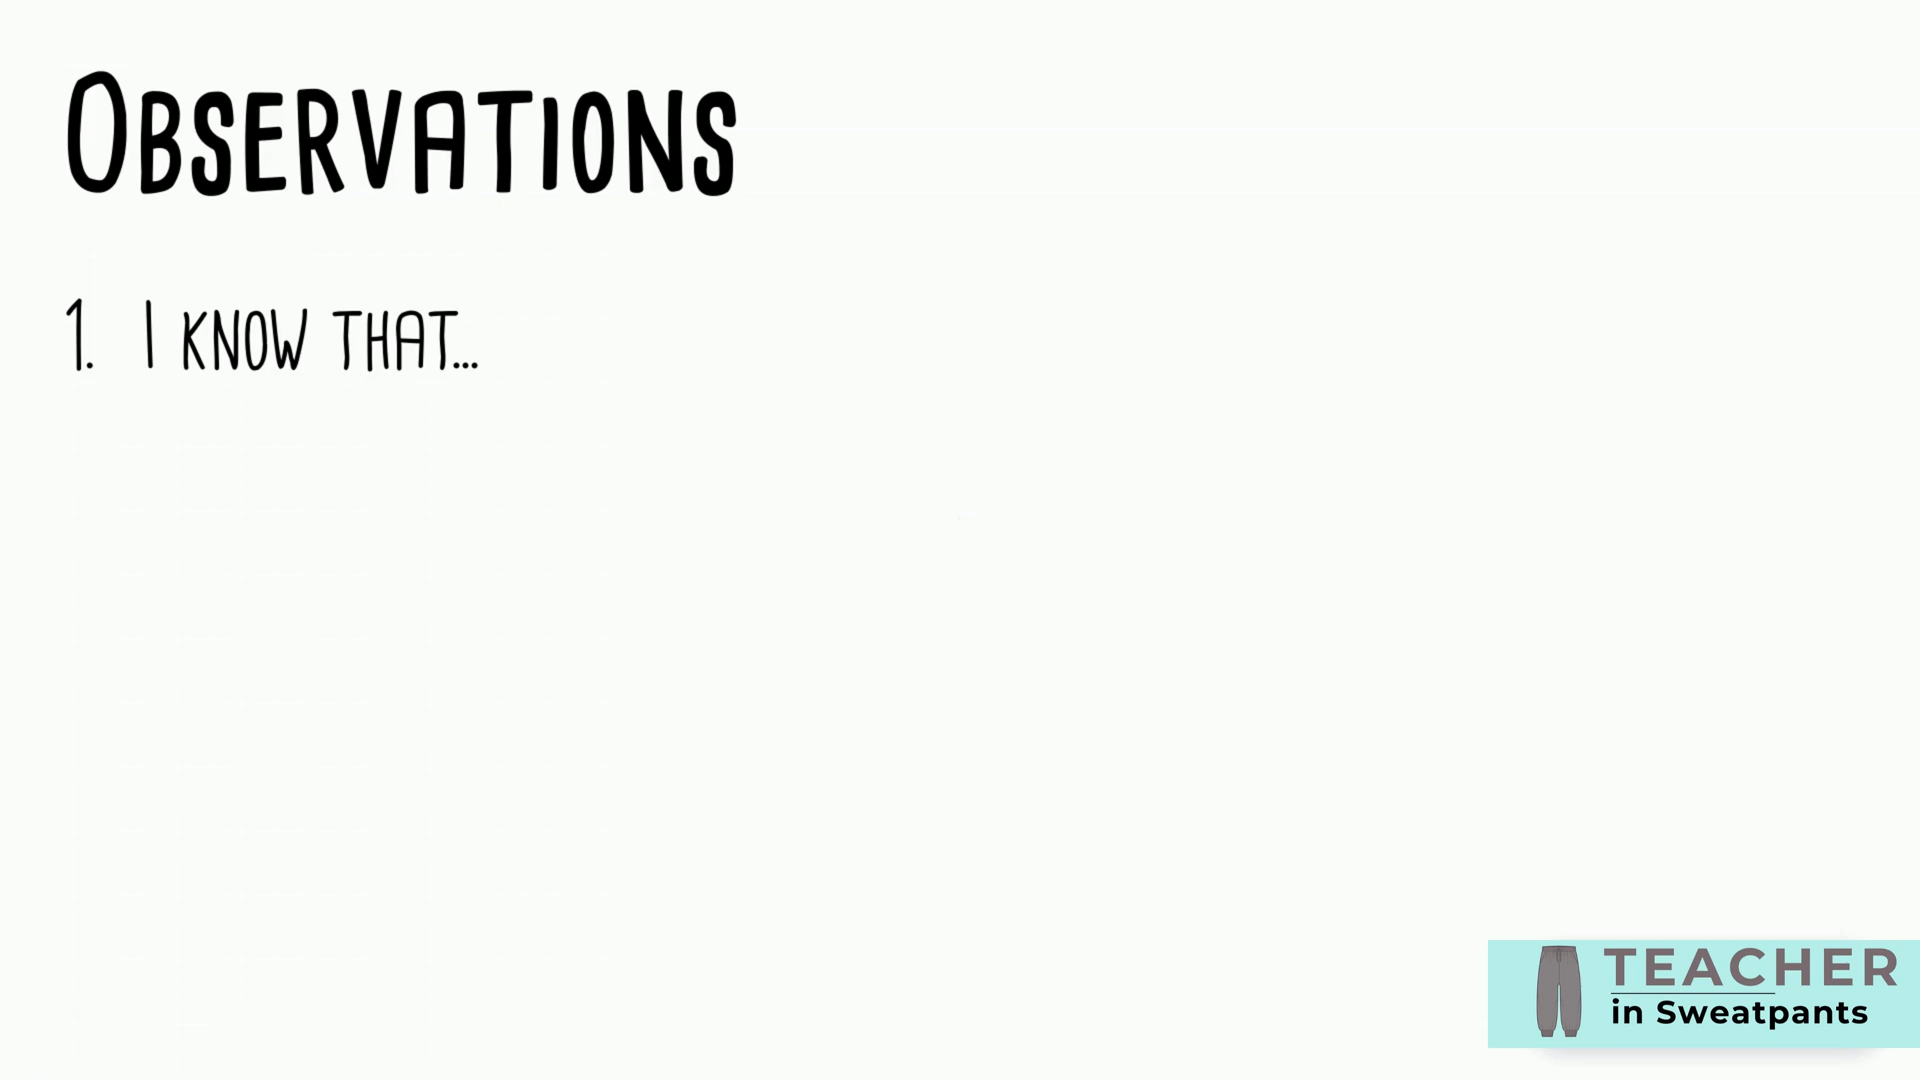 OBSERVATIONS
1. I KNOW THAT...
TEACHER
in Sweatpants